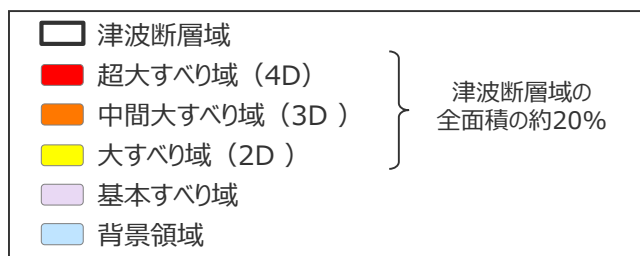 津波断層域
超大すべり域（4D）
中間大すべり域（3D ）
大すべり域（2D ）
基本すべり域
背景領域
津波断層域の
全面積の約20%